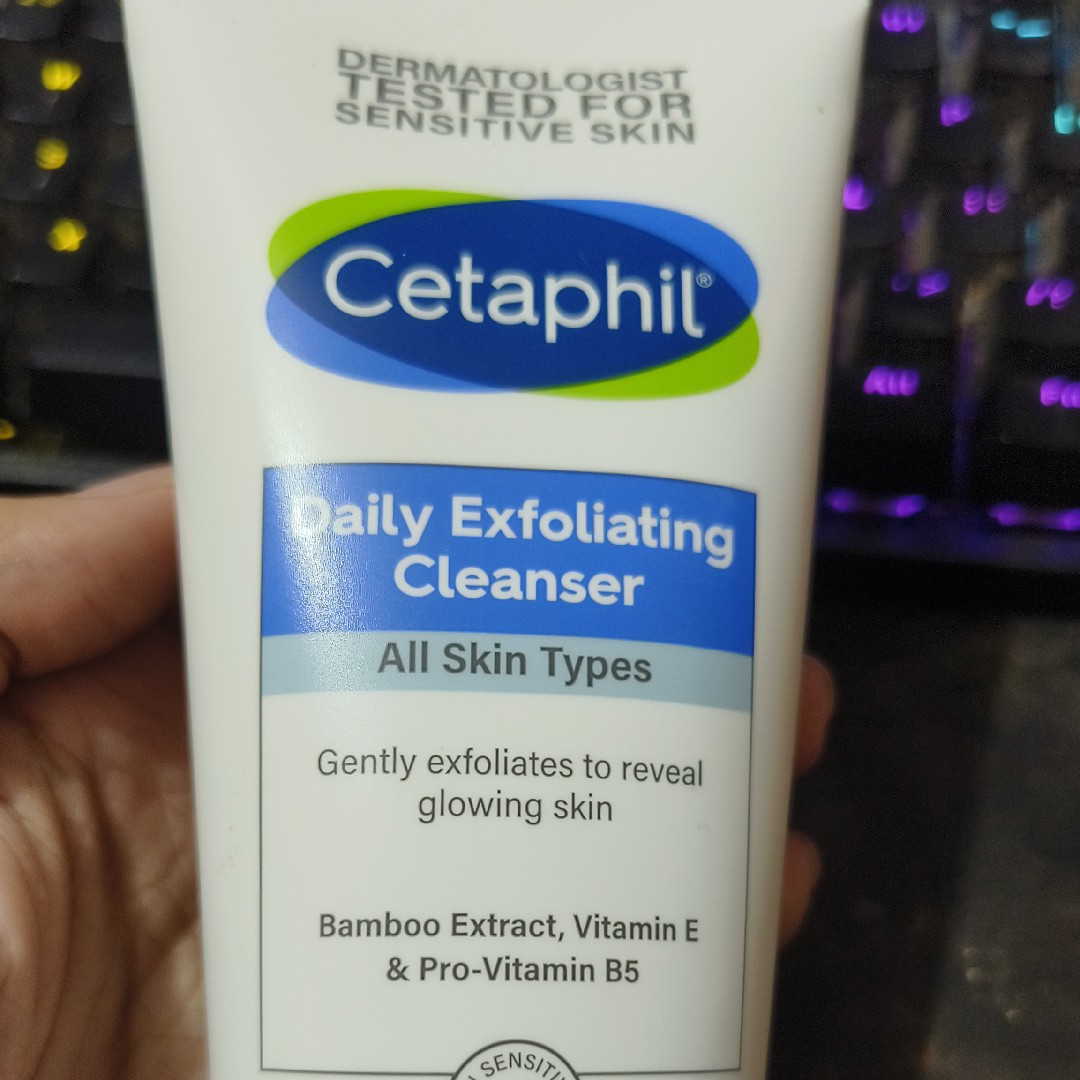 DERMATOLOGIST
TESTED FOR
SENSITIVE SKIN
Cetaphil®
Daily Exfoliating
Cleanser
All Skin Types
Gently exfoliates to reveal
glowing skin
Bamboo Extract, Vitamin E
& Pro-Vitamin B5
Alt